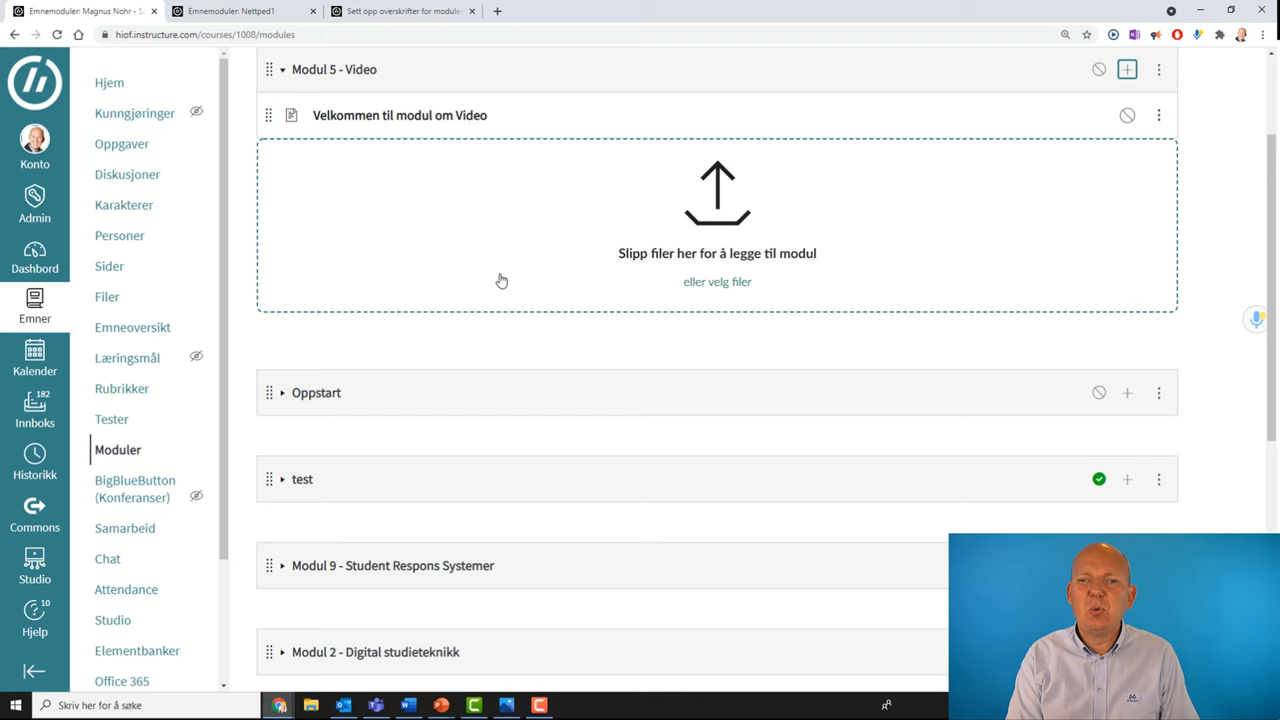 Emnemoduler: Magnus Nohr - S
Emnemoduler: Nettped1
Sett opp overskrifter for module
hiof.instructure.com/courses/1008/modules
Konto
Admin
Dashbord
Emner
Kalender
182
Innboks
Historikk
Commons
Studio
10
Hjelp
Hjem
Kunngjøringer
Oppgaver
Diskusjoner
Karakterer
Personer
Sider
Filer
Emneoversikt
Læringsmål
Rubrikker
Tester
Moduler
BigBlueButton
(Konferanser)
Samarbeid
Chat
Attendance
Studio
Elementbanker
Office 365
Modul 5 - Video
Velkommen til modul om Video
Slipp filer her for å legge til modul
eller velg filer
Oppstart
test
Modul 9 - Student Respons Systemer
Modul 2 - Digital studieteknikk
Skriv her for å søke